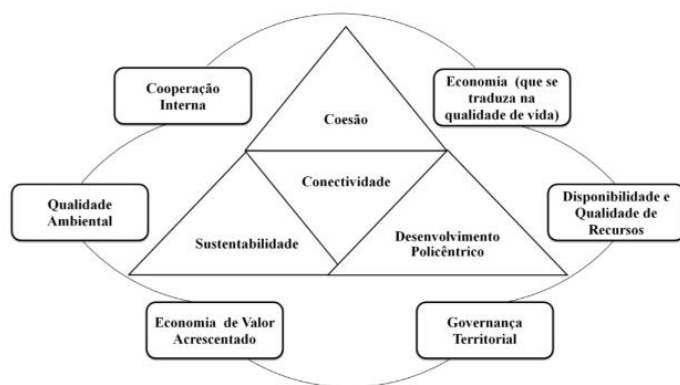 Cooperação
Interna
Economia (que se
traduza na
qualidade de vida)
Coesão
Conectividade
Qualidade
Ambiental
Disponibilidade e
Qualidade de
Recursos
Sustentabilidade
Desenvolvimento
Policêntrico
Economia de Valor
Acrescentado
Governança
Territorial